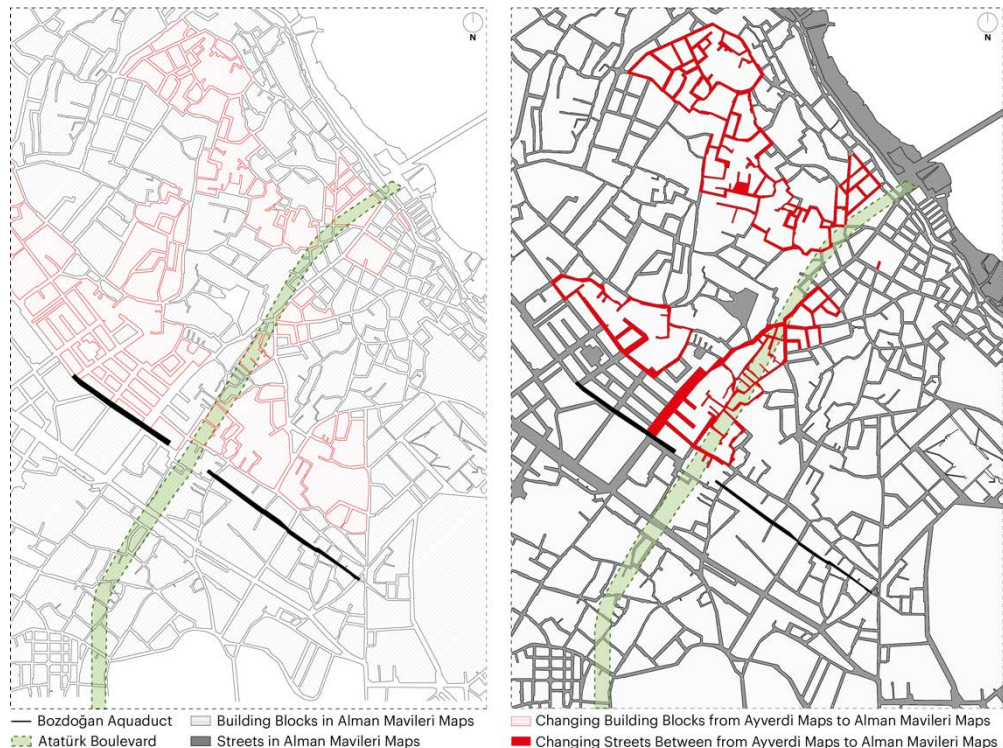 N
N
Bozdoğan Aquaduct
Building Blocks in Alman Mavileri Maps
Changing Building Blocks from Ayverdi Maps to Alman Mavileri Maps
Atatürk Boulevard
Streets in Alman Mavileri Maps
Changing Streets Between from Ayverdi Maps to Alman Mavileri Maps